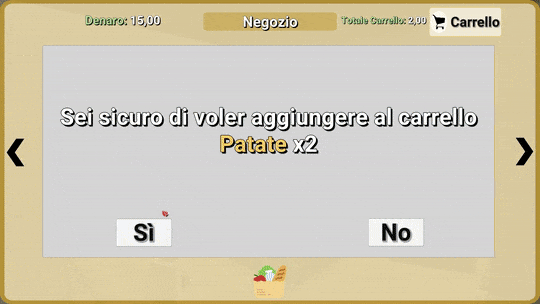 Denaro: 15,00
Negozio
Totale Carrello: 2,00
Carrello
Sei sicuro di voler aggiungere al carrello
Patate x2
Sì
No